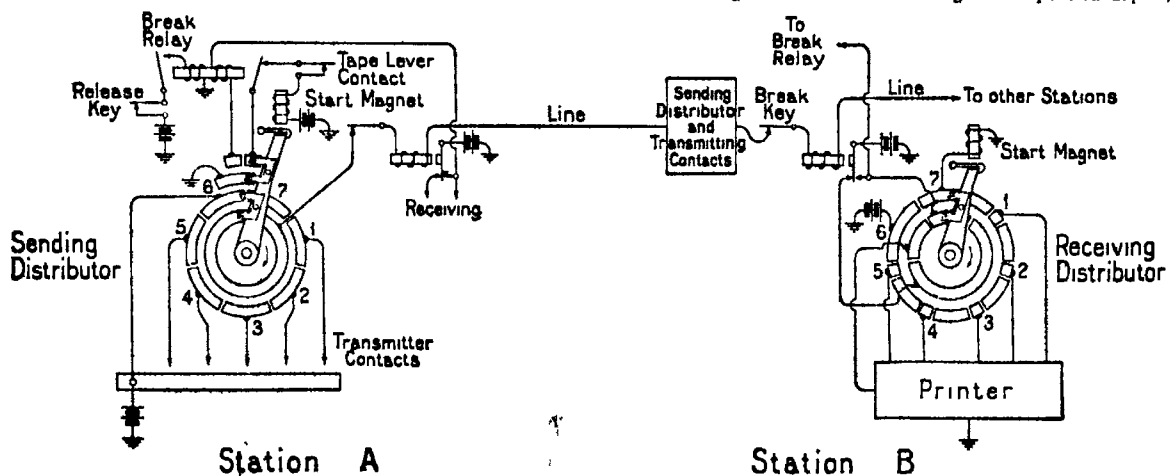 Break
Relay
Release
Key
Tape Lever
Contact
Start Magnet
Line
Receiving
6
7
5
1
4
2
3
Sending
Distributor
Transmitter
Contacts
Station A
To
Break
Relay
Sending
Distributor
and
Transmitting
Contacts
Break
Key
Line
To other Stations
Start Magnet
7
1
6
5
2
4
3
Receiving
Distributor
Printer
Station B